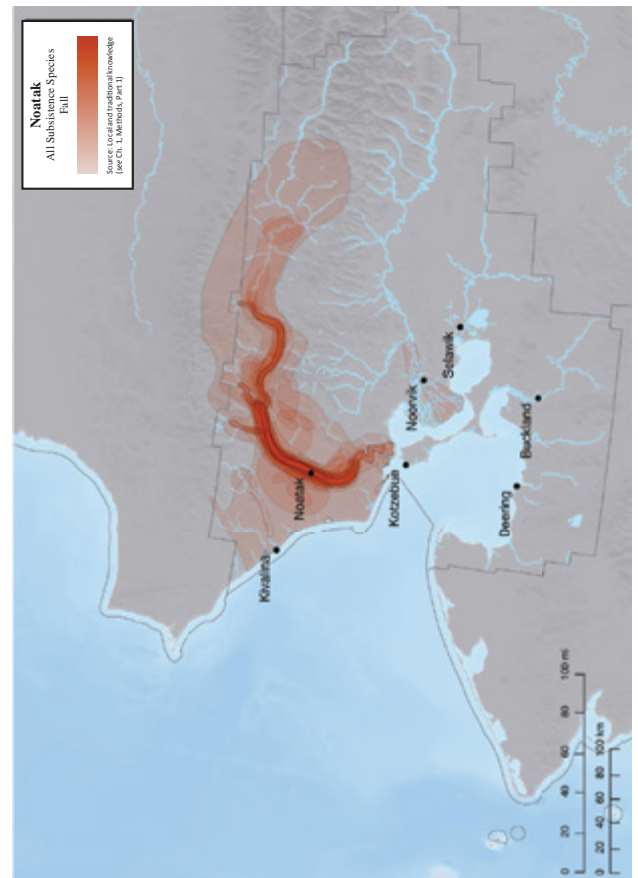 Noatak
All Subsistence Species
Fall
Source: Local and traditional knowledge
(see Ch. 1, Methods, Part 1)
Kivalina
Noatak
Kotzebue
Noorvik
Selawik
Deering
Buckland
0 20 40 60 80 100 mi
0 20 40 60 80 100 km